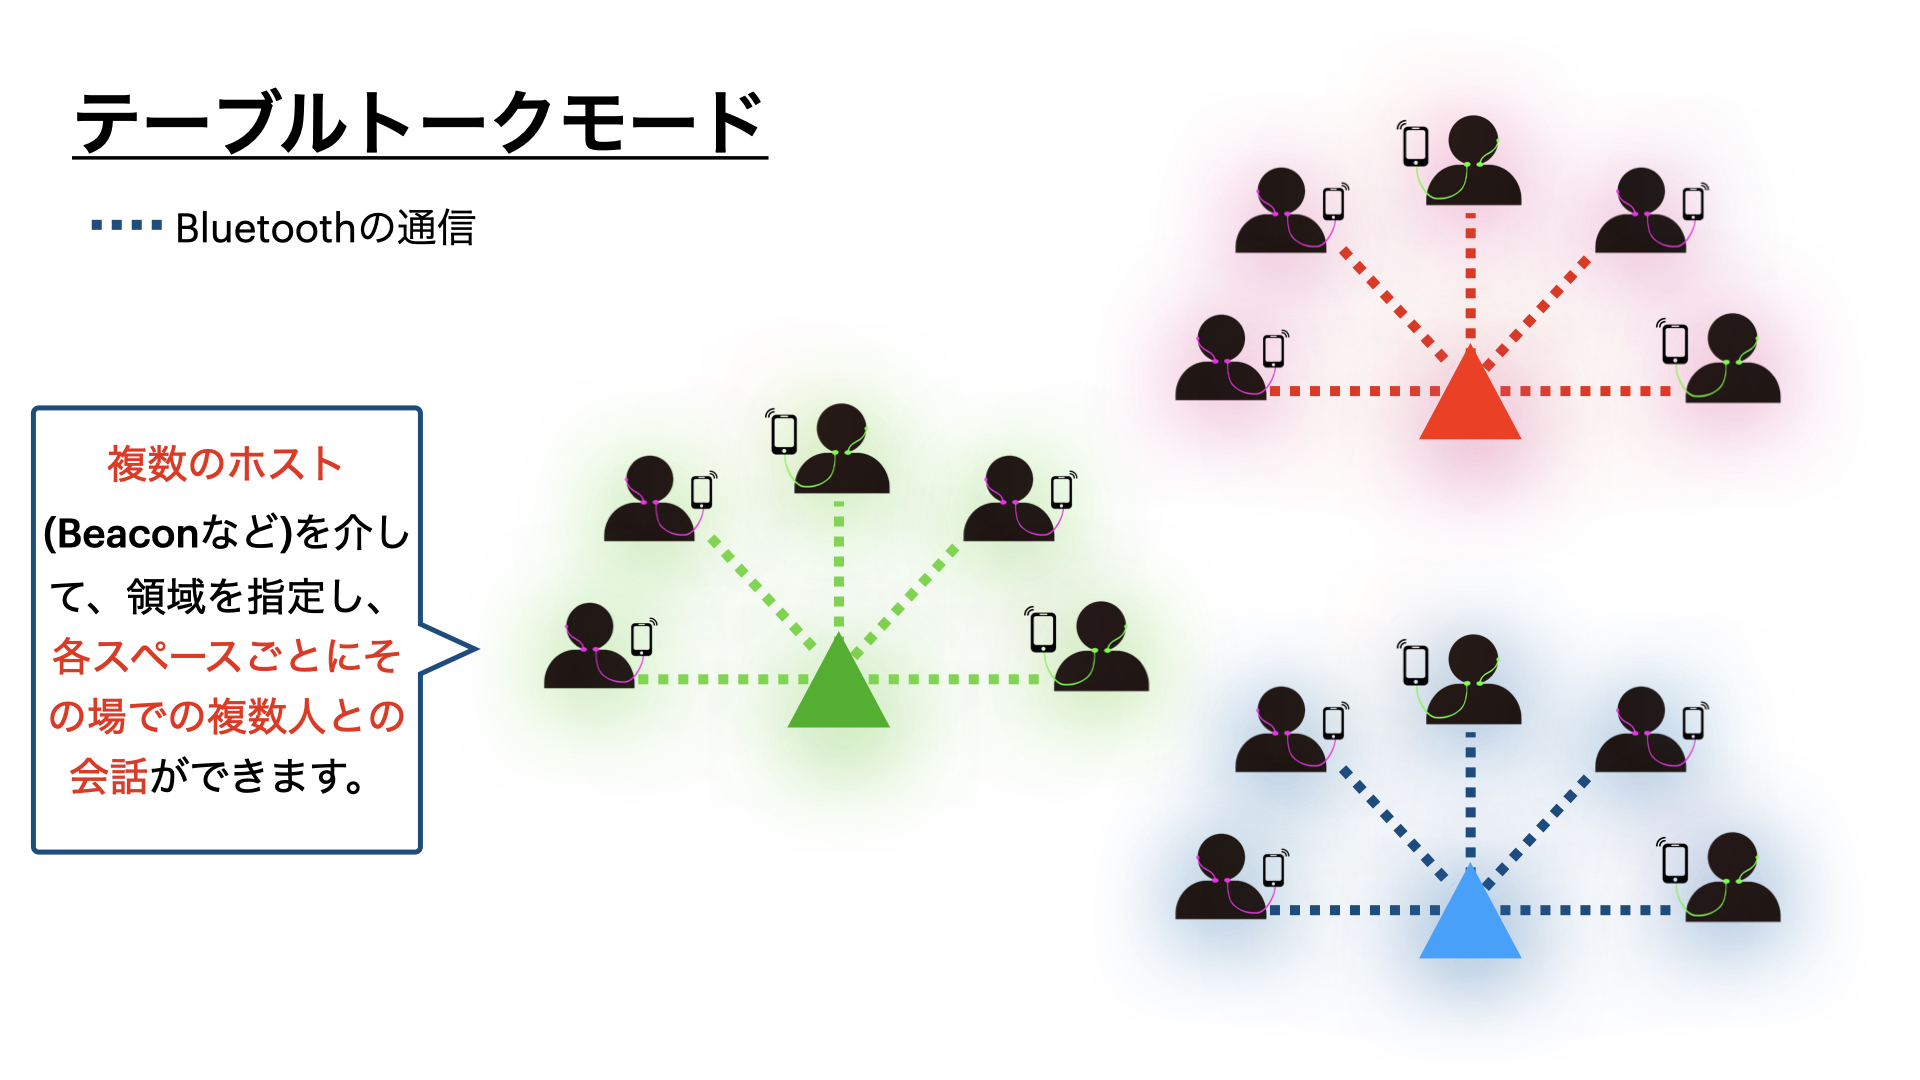 テーブルトークモード
Bluetoothの通信
複数のホスト
(Beaconなど)を介し
て、領域を指定し、
各スペースごとにそ
の場での複数人との
会話ができます。